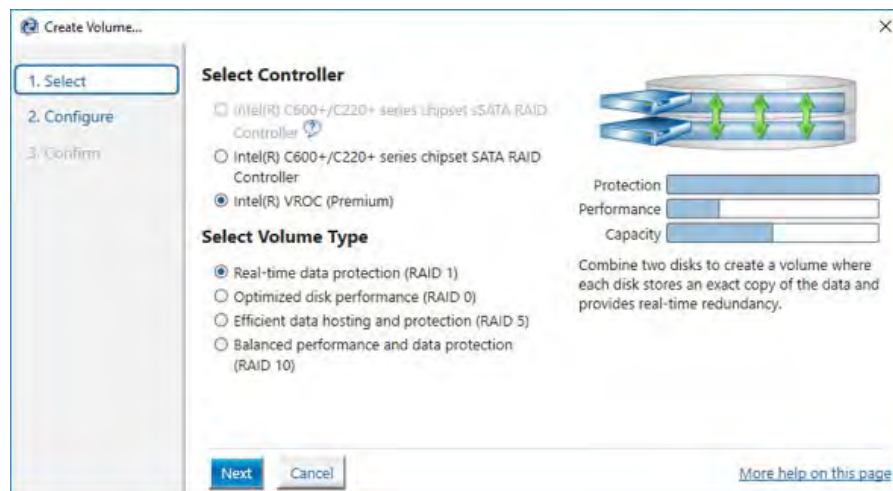 Create Volume...
1. Select
2. Configure
3. Confirm
Select Controller
Intel(R) C600+/C220+ series chipset sSATA RAID
Controller
Intel(R) C600+/C220+ series chipset SATA RAID
Controller
Intel(R) VROC (Premium)
Select Volume Type
Real-time data protection (RAID 1)
Optimized disk performance (RAID 0)
Efficient data hosting and protection (RAID 5)
Balanced performance and data protection
(RAID 10)
Protection
Performance
Capacity
Combine two disks to create a volume where
each disk stores an exact copy of the data and
provides real-time redundancy.
Next
Cancel
More help on this page